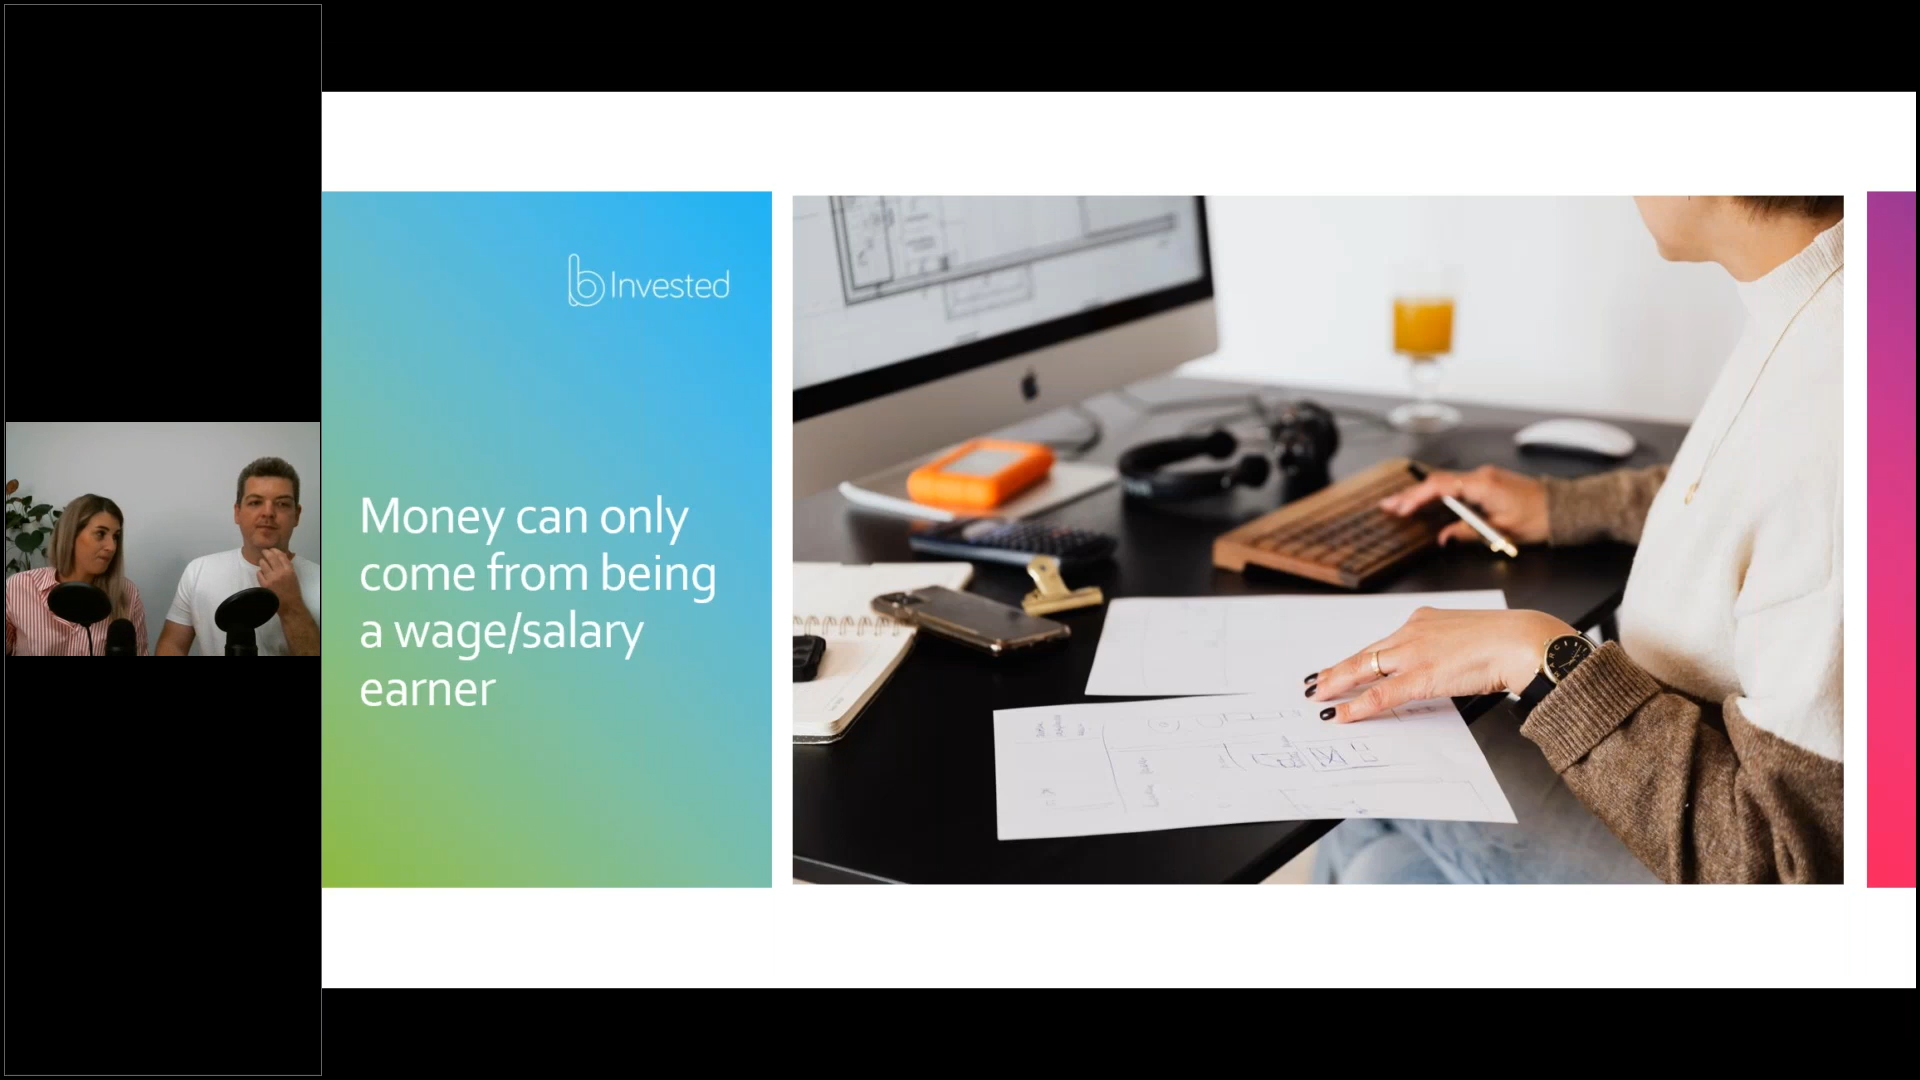 b Invested
Money can only
come from being
a wage/salary
earner